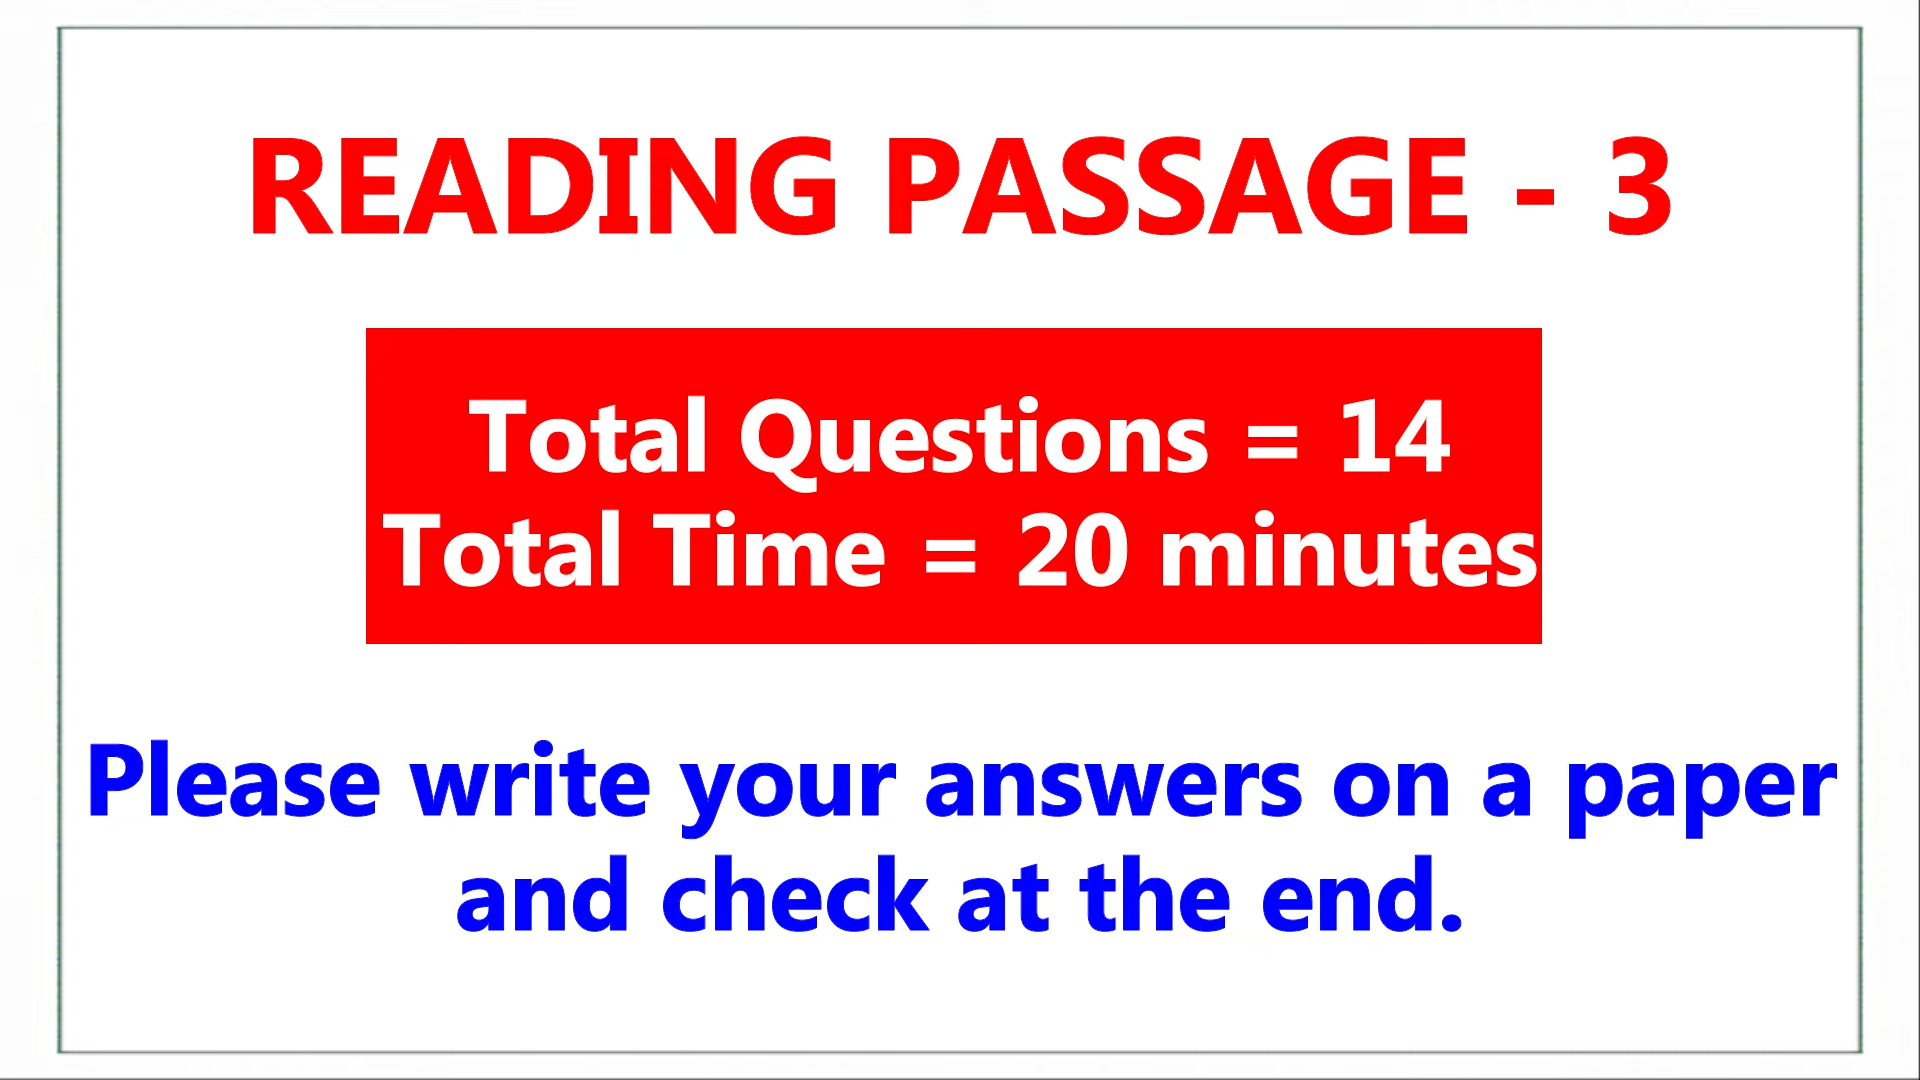 READING PASSAGE - 3
Total Questions = 14
Total Time = 20 minutes
Please write your answers on a paper
and check at the end.